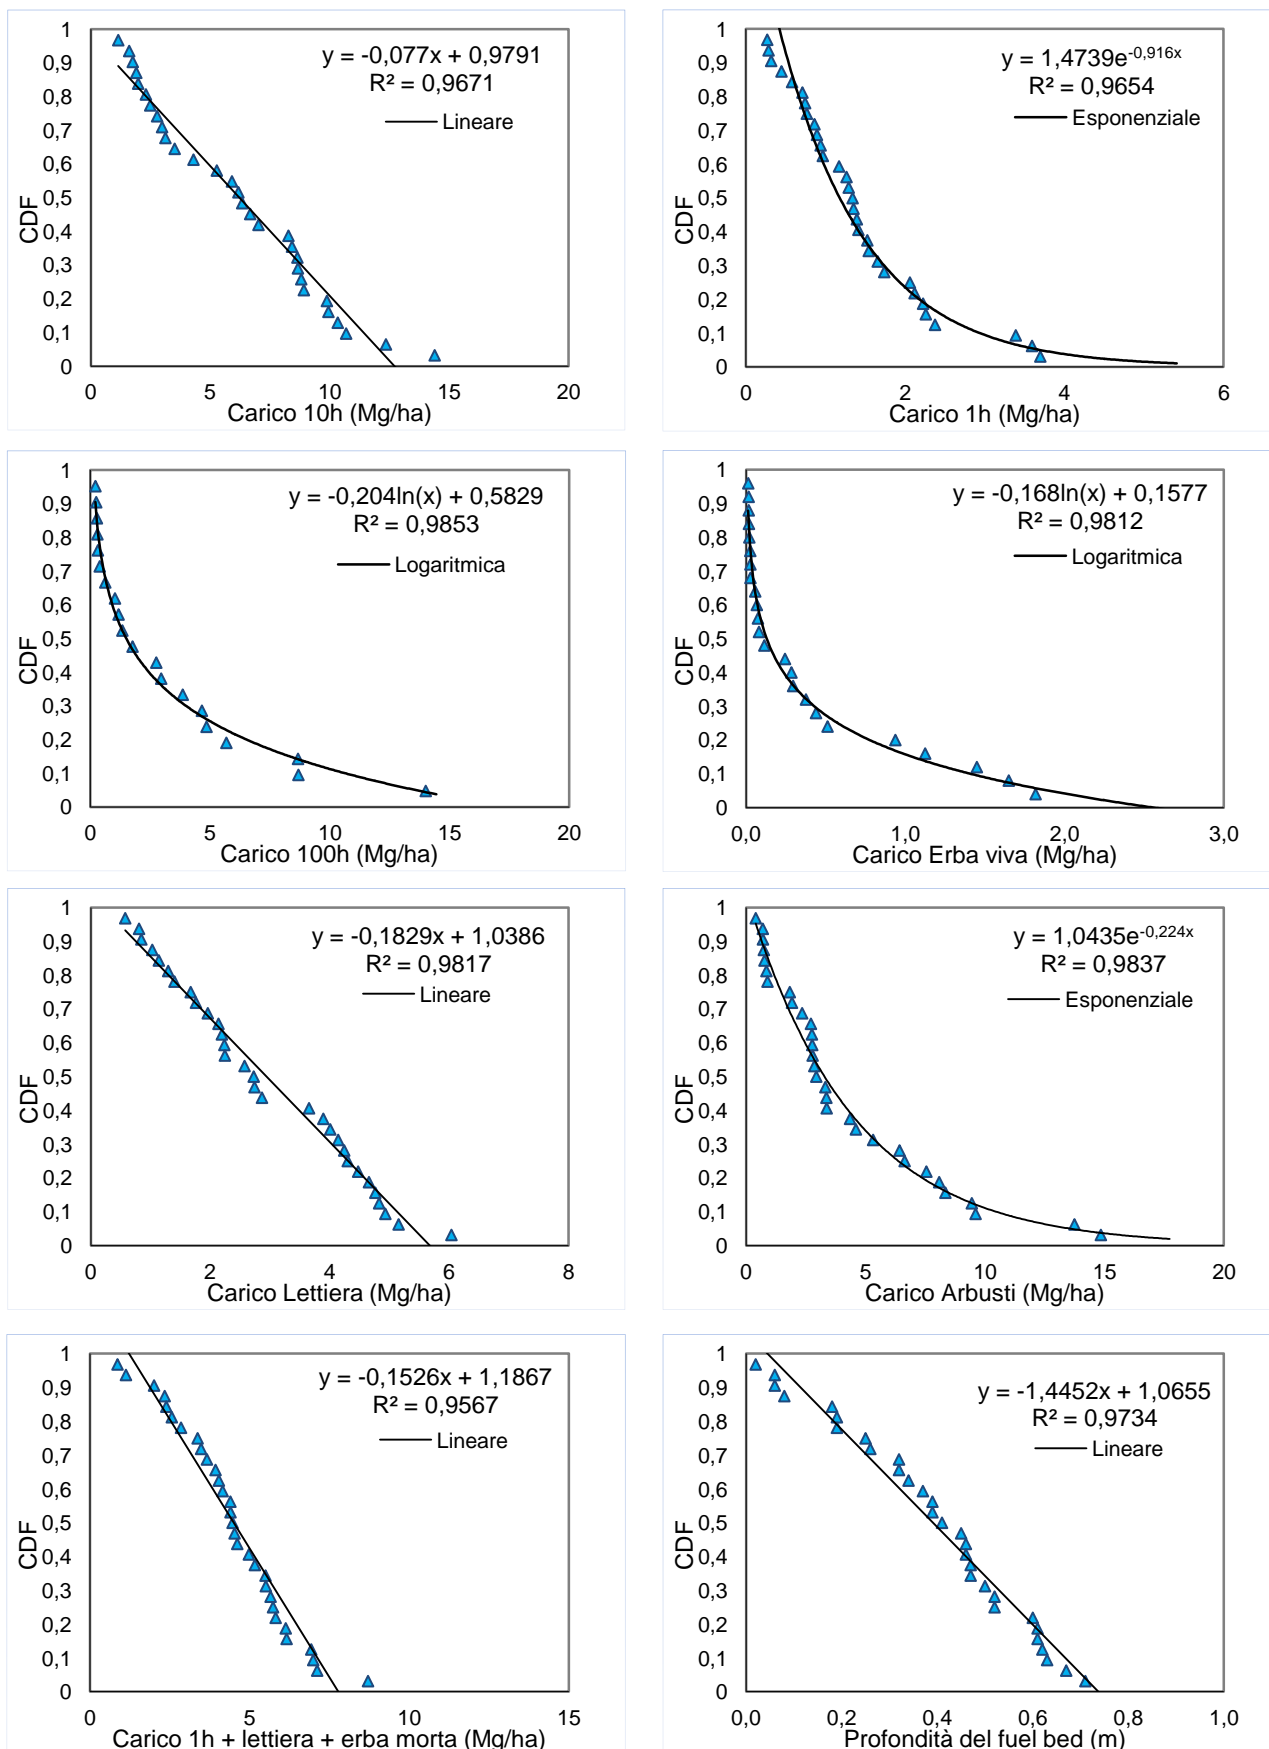 y = -0,077x + 0,9791
R² = 0,9671
Lineare
1
0,9
0,8
0,7
0,6
0,5
0,4
0,3
0,2
0,1
0
CDF
0 5 10 15 20
Carico 10h (Mg/ha)
y = 1,4739e^-0,916x
R² = 0,9654
Esponenziale
1
0,9
0,8
0,7
0,6
0,5
0,4
0,3
0,2
0,1
0
CDF
0 2 4 6
Carico 1h (Mg/ha)
y = -0,204ln(x) + 0,5829
R² = 0,9853
Logaritmica
1
0,9
0,8
0,7
0,6
0,5
0,4
0,3
0,2
0,1
0
CDF
0 5 10 15 20
Carico 100h (Mg/ha)
y = -0,168ln(x) + 0,1577
R² = 0,9812
Logaritmica
1
0,9
0,8
0,7
0,6
0,5
0,4
0,3
0,2
0,1
0
CDF
0,0 1,0 2,0 3,0
Carico Erba viva (Mg/ha)
y = -0,1829x + 1,0386
R² = 0,9817
Lineare
1
0,9
0,8
0,7
0,6
0,5
0,4
0,3
0,2
0,1
0
CDF
0 2 4 6 8
Carico Lettiera (Mg/ha)
y = 1,0435e^-0,224x
R² = 0,9837
Esponenziale
1
0,9
0,8
0,7
0,6
0,5
0,4
0,3
0,2
0,1
0
CDF
0 5 10 15 20
Carico Arbusti (Mg/ha)
y = -0,1526x + 1,1867
R² = 0,9567
Lineare
1
0,9
0,8
0,7
0,6
0,5
0,4
0,3
0,2
0,1
0
CDF
0 5 10 15
Carico 1h + lettiera + erba morta (Mg/ha)
y = -1,4452x + 1,0655
R² = 0,9734
Lineare
1
0,9
0,8
0,7
0,6
0,5
0,4
0,3
0,2
0,1
0
CDF
0,0 0,2 0,4 0,6 0,8 1,0
Profondità del fuel bed (m)